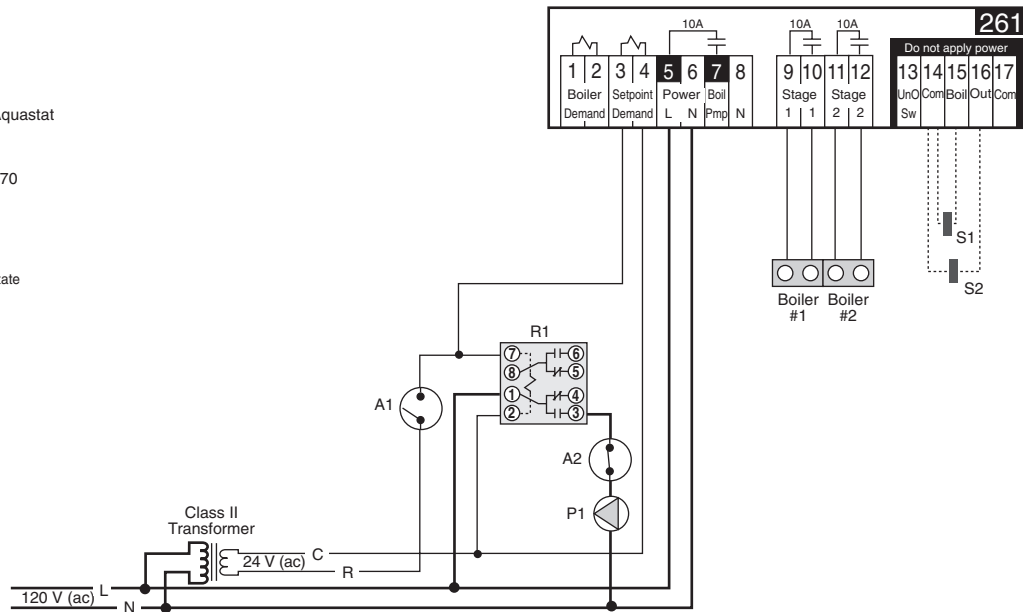 261
10A
10A 10A
Do not apply power
1 2 3 4 5 6 7 8 9 10 11 12 13 14 15 16 17
Boiler Setpoint Power Boil Stage Stage UnO Com Boil Out Com
Demand Demand L N Pmp N 1 1 2 2 Sw
quastat
70
tate
S1
S2
Boiler Boiler
#1 #2
R1
7 6
8 5
1 4
2 3
A1
A2
P1
Class II
Transformer
24 V (ac) C
R
120 V (ac) L
N